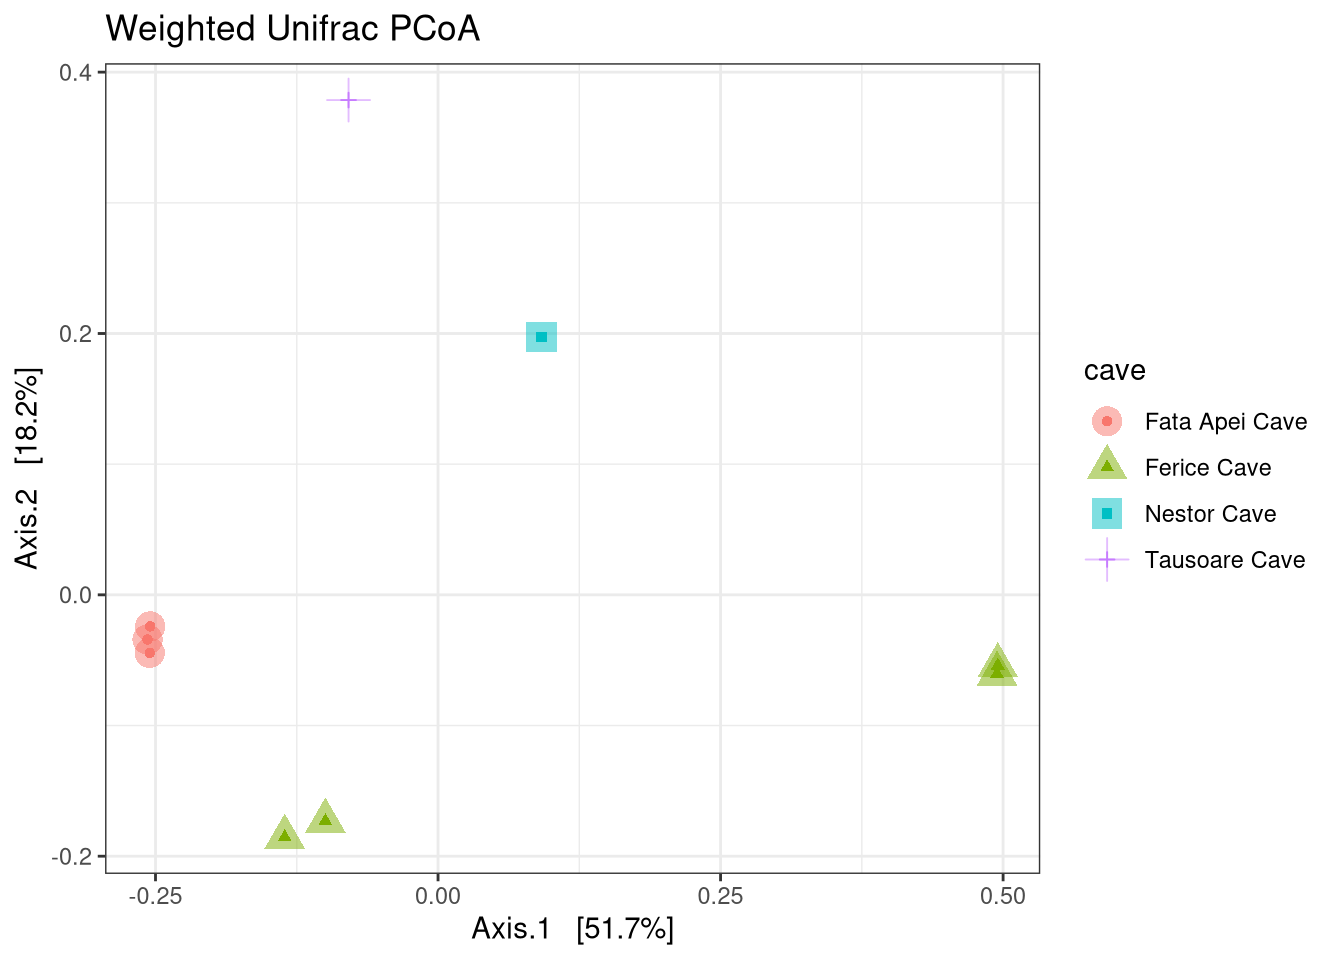 Weighted Unifrac PCoA
0.4
0.2
0.0
-0.2
Axis.2 [18.2%]
-0.25
0.00
0.25
0.50
Axis.1 [51.7%]
cave
Fata Apei Cave
Ferice Cave
Nestor Cave
Tausoare Cave